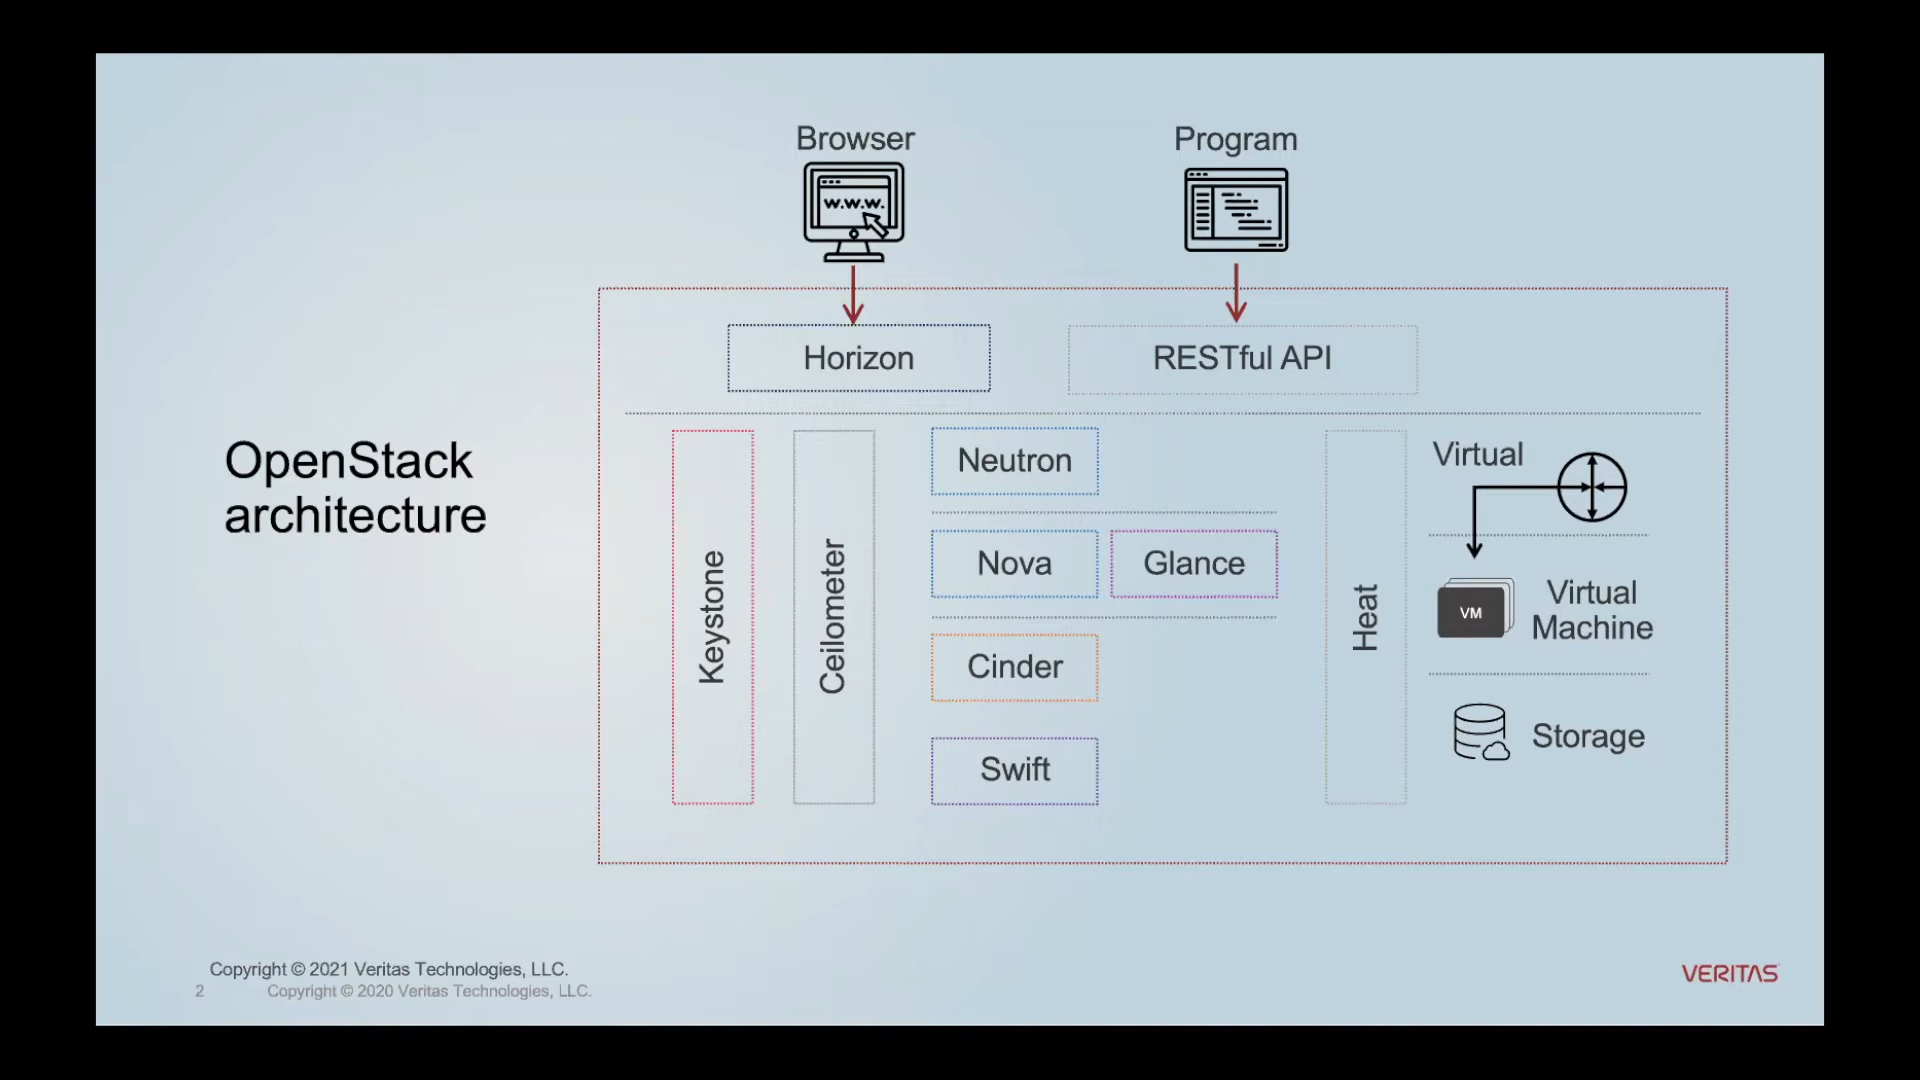 Browser
Program
w.w.w.
Horizon
RESTful API
OpenStack
architecture
Keystone
Ceilometer
Neutron
Nova
Glance
Cinder
Swift
Heat
Virtual
VM
Virtual
Machine
Storage
Copyright © 2021 Veritas Technologies, LLC.
2
Copyright © 2020 Veritas Technologies, LLC.
VERITAS